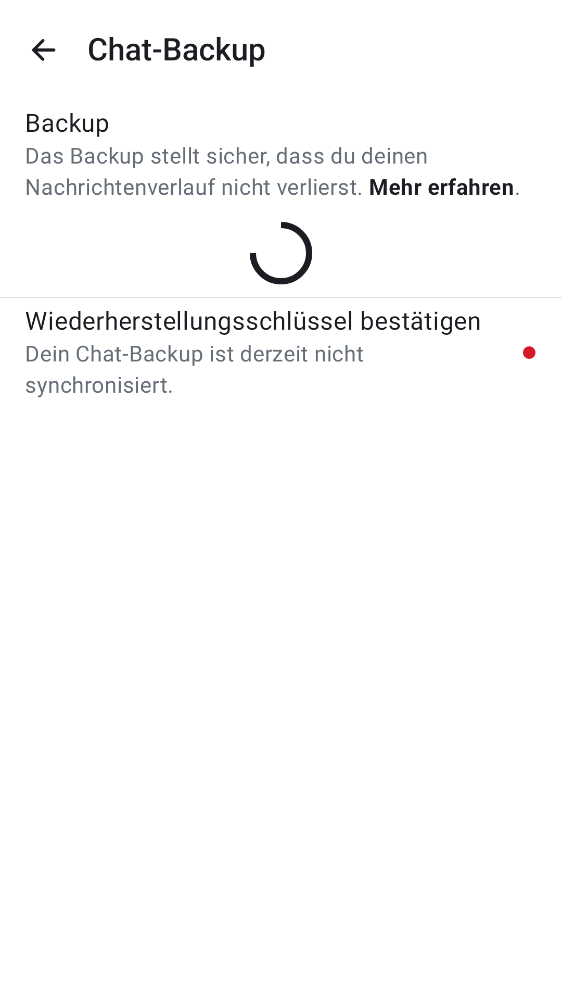 Chat-Backup
Backup
Das Backup stellt sicher, dass du deinen
Nachrichtenverlauf nicht verlierst. Mehr erfahren.
Wiederherstellungsschlüssel bestätigen
Dein Chat-Backup ist derzeit nicht
synchronisiert.